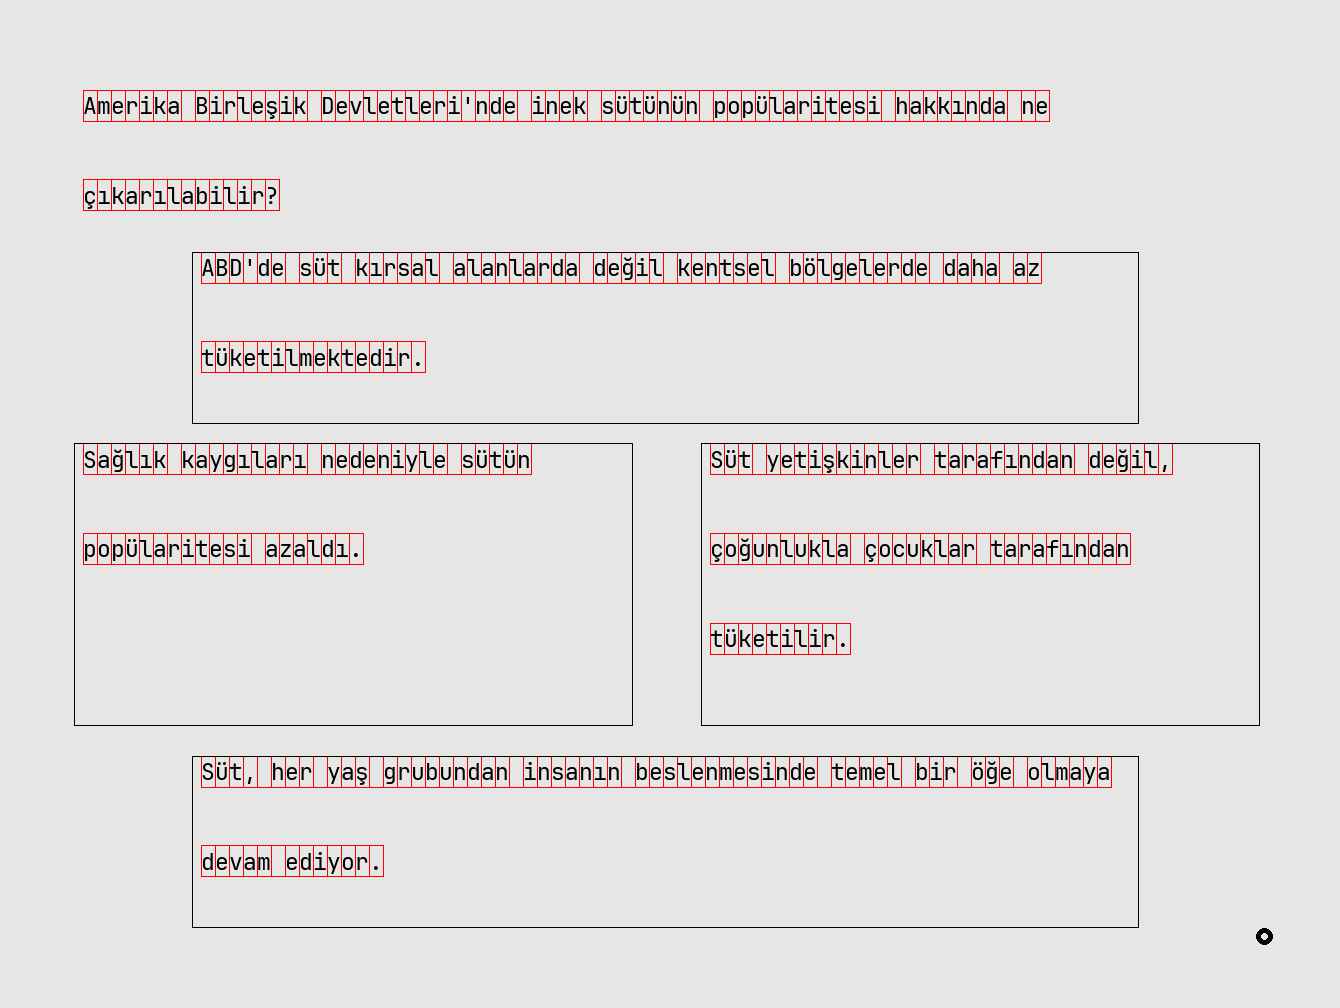 Amerika Birleşik Devletleri'nde inek sütünün popülaritesi hakkında ne
çıkarılabilir?
ABD'de süt kırsal alanlarda değil kentsel bölgelerde daha az
tüketilmektedir.
Sağlık kaygıları nedeniyle sütün
popülaritesi azaldı.
Süt yetişkinler tarafından değil,
çoğunlukla çocuklar tarafından
tüketilir.
Süt, her yaş grubundan insanın beslenmesinde temel bir öğe olmaya
devam ediyor.